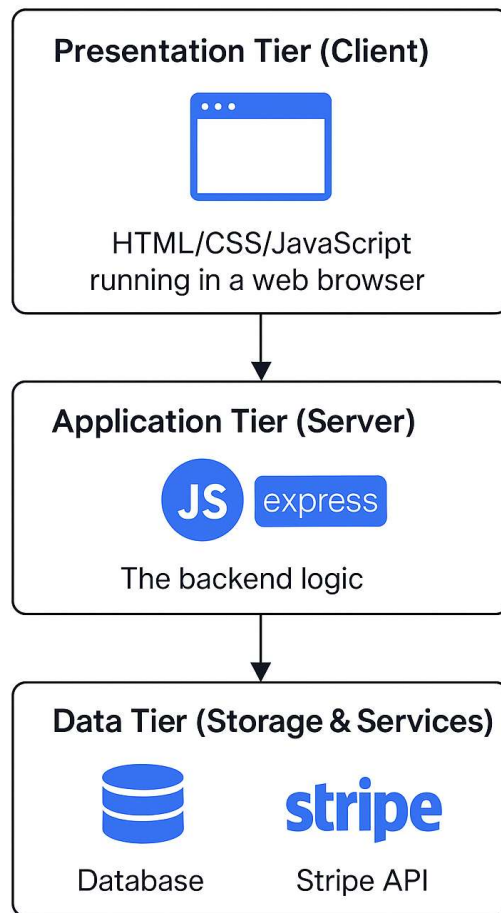 Presentation Tier (Client)
HTML/CSS/JavaScript
running in a web browser
Application Tier (Server)
JS express
The backend logic
Data Tier (Storage & Services)
stripe
Database Stripe API